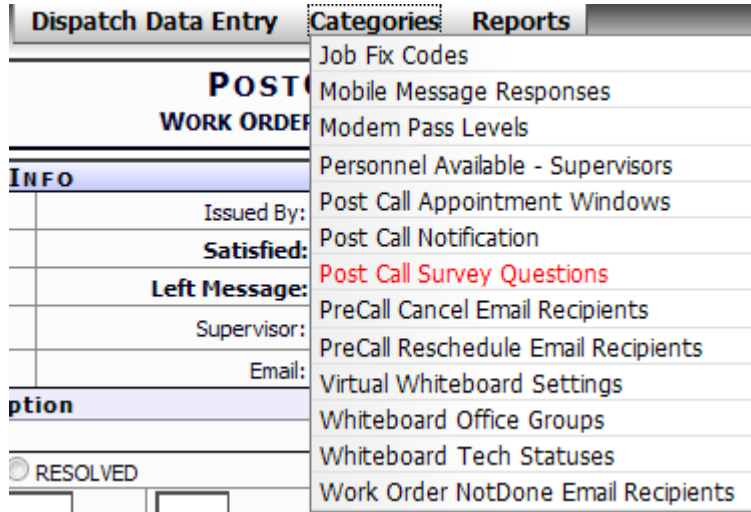 Dispatch Data Entry Categories Reports
Job Fix Codes
Mobile Message Responses
Modem Pass Levels
Personnel Available - Supervisors
Post Call Appointment Windows
Post Call Notification
Post Call Survey Questions
PreCall Cancel Email Recipients
PreCall Reschedule Email Recipients
Virtual Whiteboard Settings
Whiteboard Office Groups
Whiteboard Tech Statuses
Work Order NotDone Email Recipients
POST
WORK ORDER
INFO
Issued By:
Satisfied:
Left Message:
Supervisor:
Email:
ption
RESOLVED